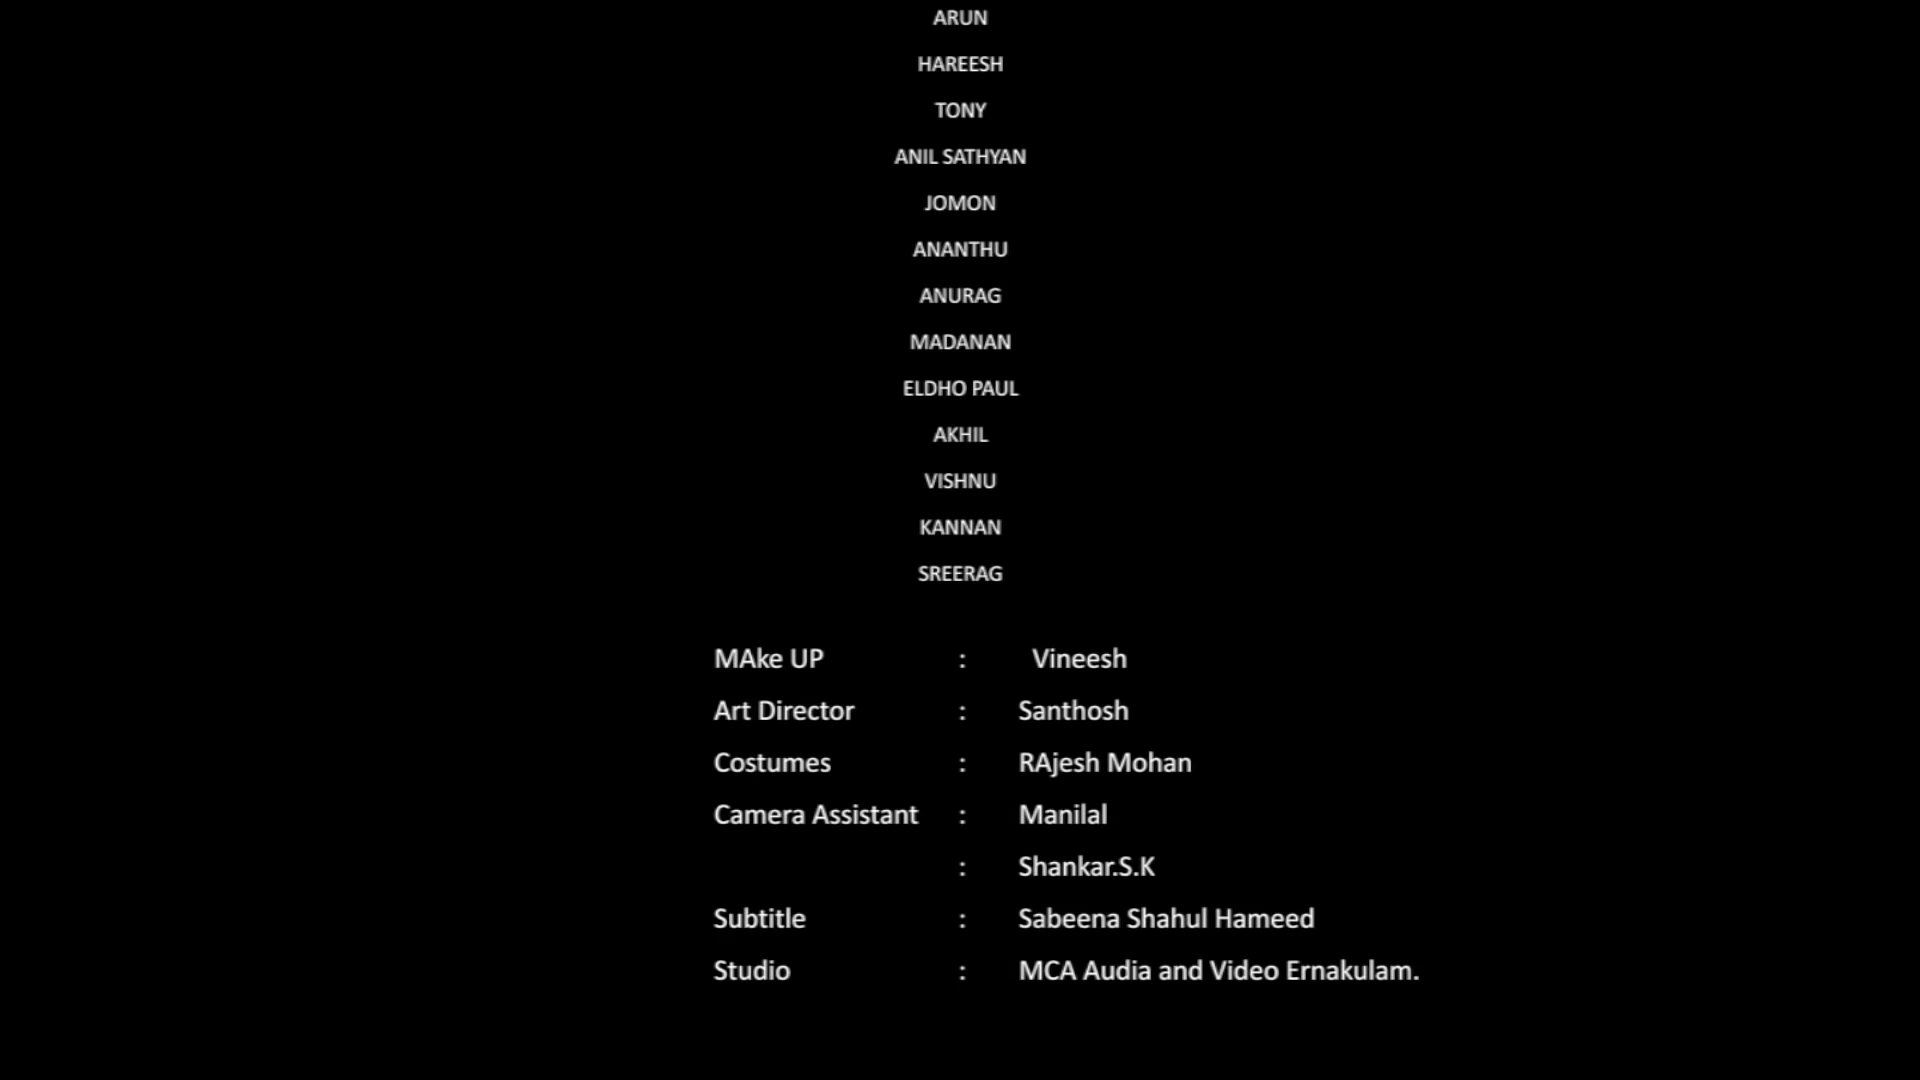 ARUN
HAREESH
TONY
ANIL SATHYAN
JOMON
ANANTHU
ANURAG
MADANAN
ELDHO PAUL
AKHIL
VISHNU
KANNAN
SREERAG
MAke UP : Vineesh
Art Director : Santhosh
Costumes : RAjesh Mohan
Camera Assistant : Manilal
: Shankar.S.K
Subtitle : Sabeena Shahul Hameed
Studio : MCA Audia and Video Ernakulam.